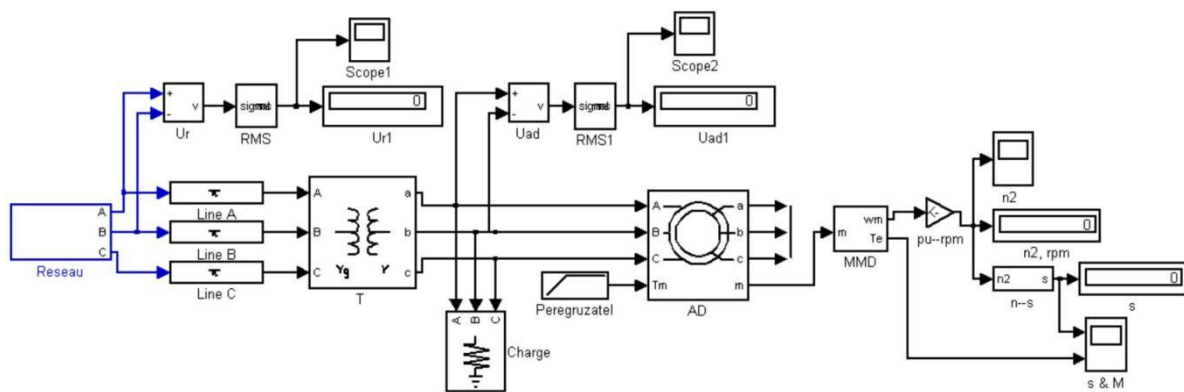 Scope1
Scope2
+
-
v
Ur
RMS
0
Ur1
+
-
v
Uad
RMS1
0
Uad1
A
B
C
Reseau
Line A
Line B
Line C
A
B
C
a
b
c
Yg
Y
T
A
B
C
Charge
Peregruzatel
A
B
C
Tm
a
b
c
m
AD
m
wm
Te
MMD
pu--rpm
n2
0
n2, rpm
n2
s
n--s
0
s
s & M